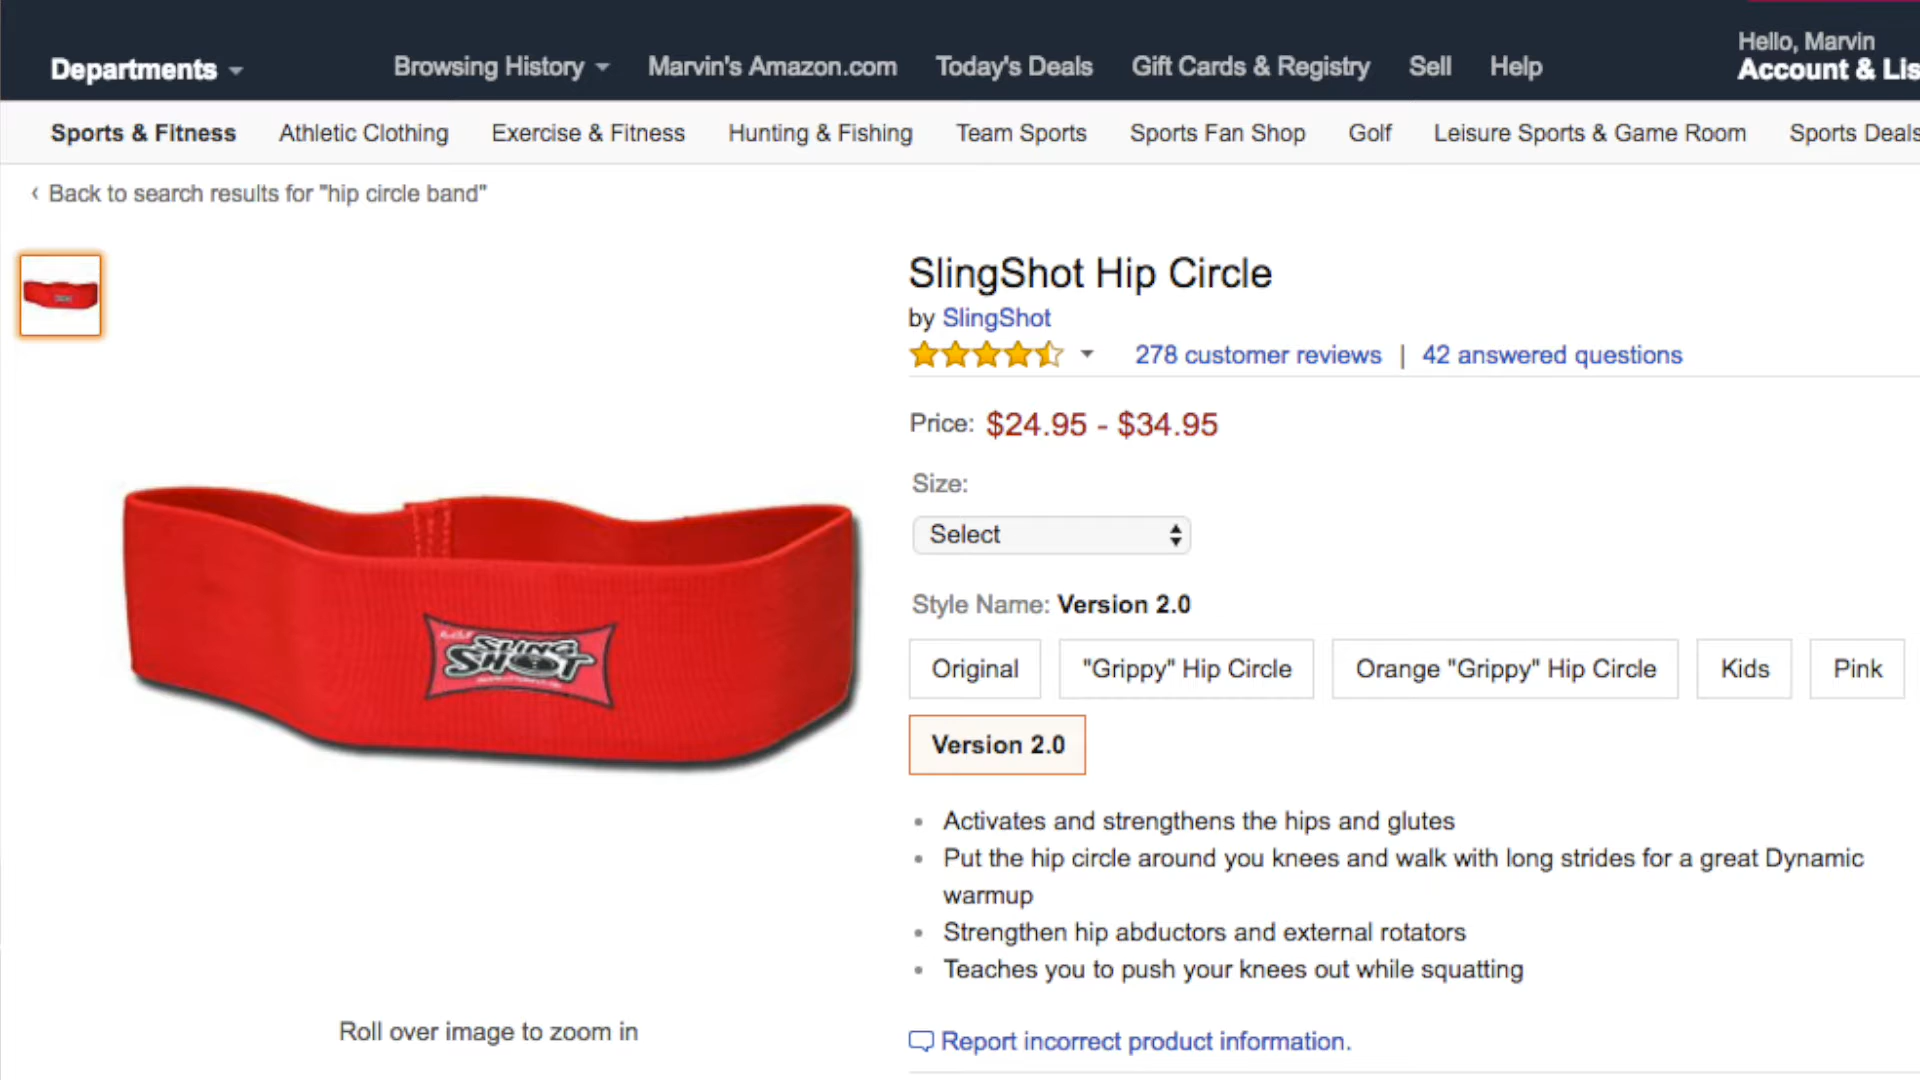 Hello, Marvin
Departments
Browsing History
Marvin's Amazon.com
Today's Deals
Gift Cards & Registry
Sell
Help
Account & Lis
Sports & Fitness
Athletic Clothing
Exercise & Fitness
Hunting & Fishing
Team Sports
Sports Fan Shop
Golf
Leisure Sports & Game Room
Sports Deals
‹ Back to search results for "hip circle band"
SlingShot Hip Circle
by SlingShot
278 customer reviews | 42 answered questions
Price: $24.95 - $34.95
Size:
Select
Style Name: Version 2.0
Original
"Grippy" Hip Circle
Orange "Grippy" Hip Circle
Kids
Pink
Version 2.0
SLING
SHOT
Activates and strengthens the hips and glutes
Put the hip circle around you knees and walk with long strides for a great Dynamic
warmup
Strengthen hip abductors and external rotators
Teaches you to push your knees out while squatting
Roll over image to zoom in
Report incorrect product information.